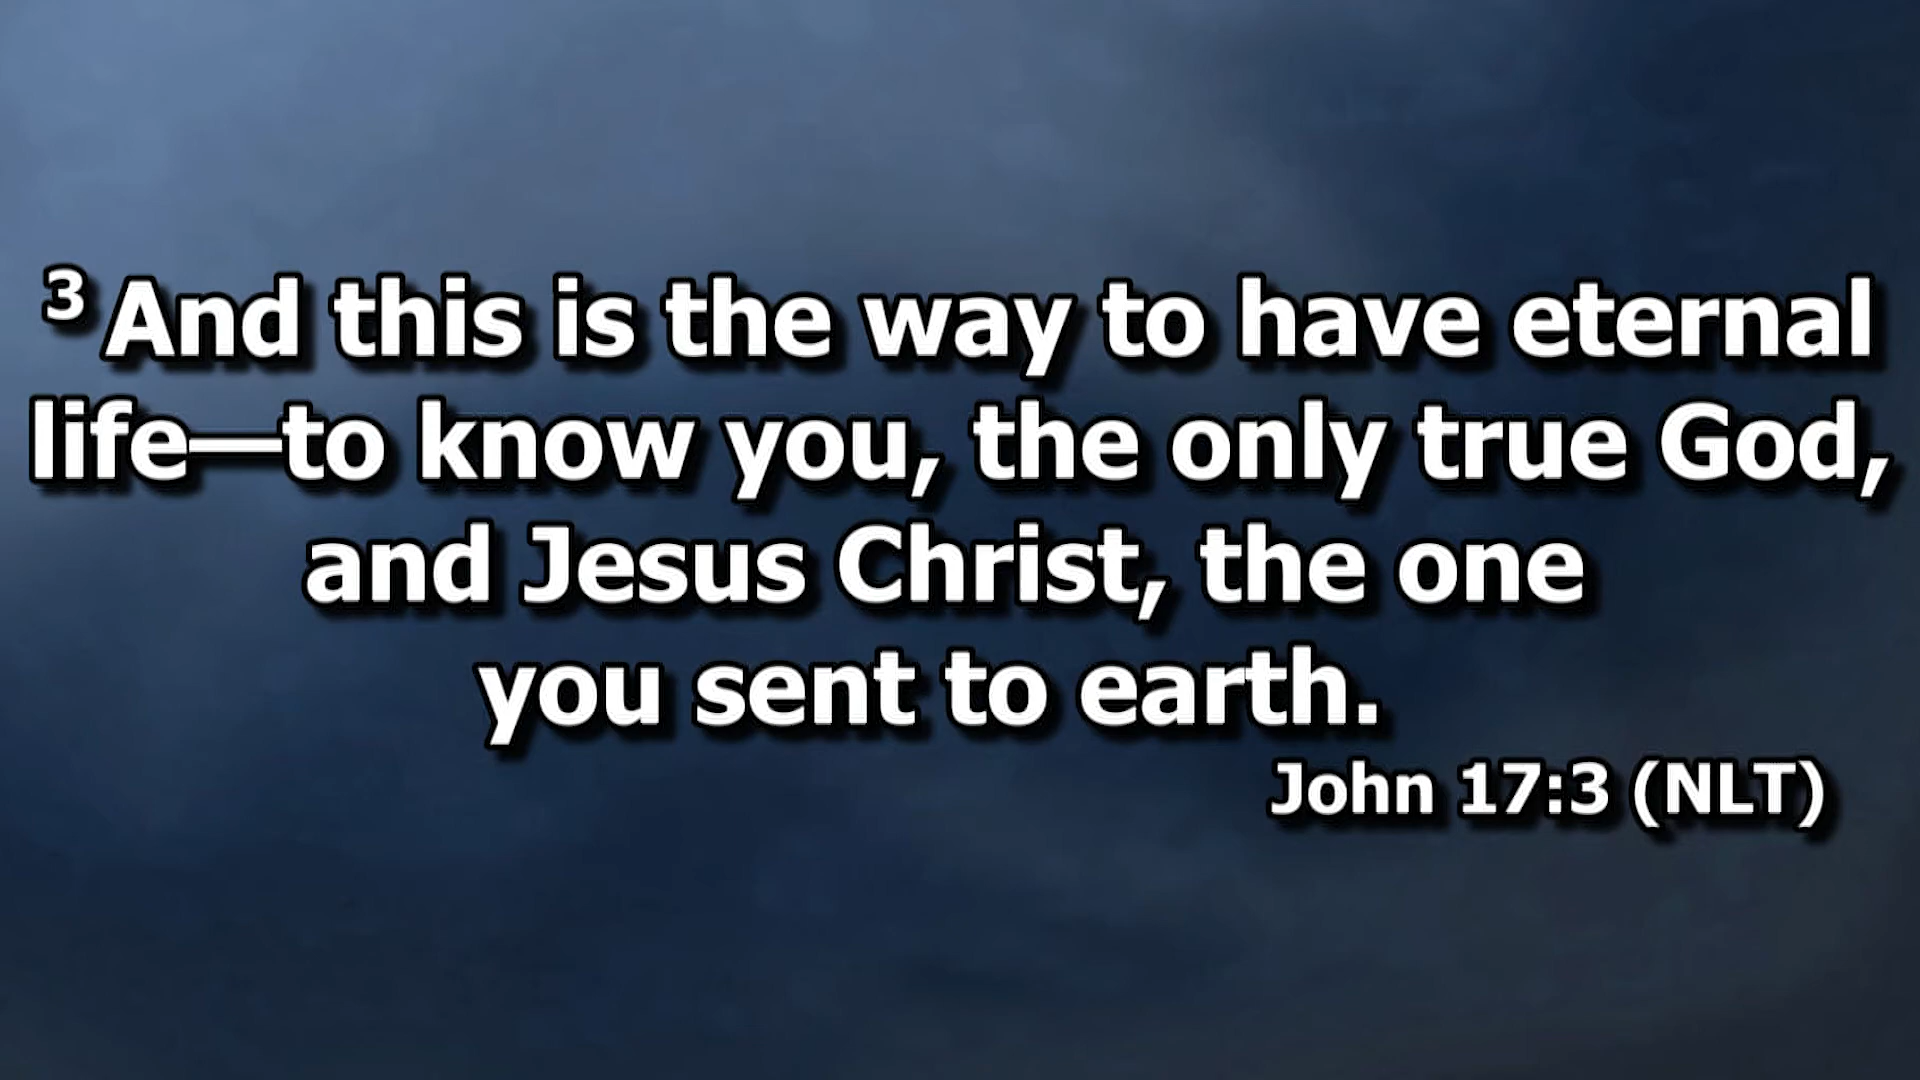 ³ And this is the way to have eternal
life—to know you, the only true God,
and Jesus Christ, the one
you sent to earth.
John 17:3 (NLT)